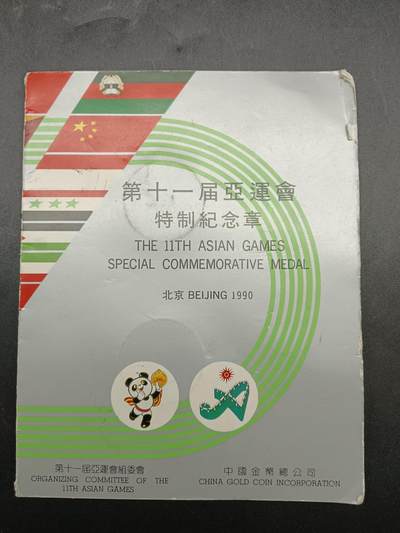 第十一届亞運會
特制紀念章
THE 11TH ASIAN GAMES
SPECIAL COMMEMORATIVE MEDAL
北京 BEIJING 1990
第十一届亞運會組委會
ORGANIZING COMMITTEE OF THE
11TH ASIAN GAMES
中國金幣總公司
CHINA GOLD COIN INCORPORATION